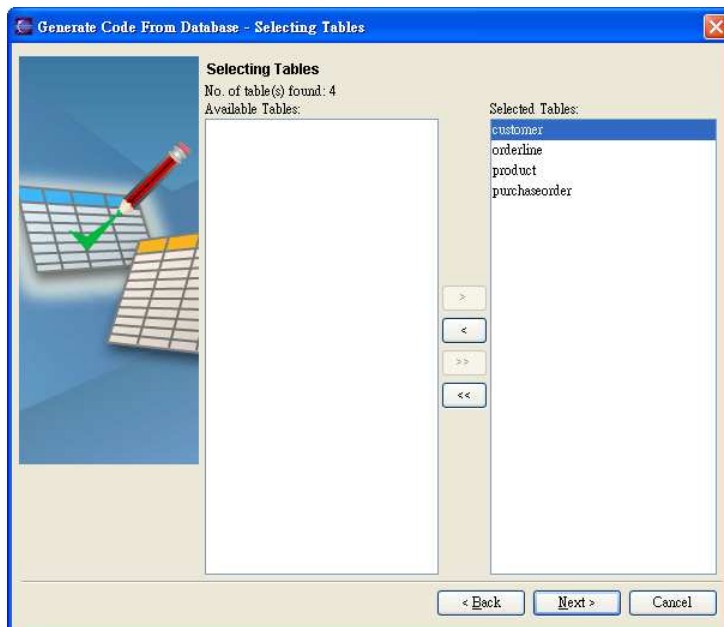 Generate Code From Database - Selecting Tables
Selecting Tables
No. of table(s) found: 4
Available Tables:
Selected Tables:
customer
orderline
product
purchaseorder
>
<
>>
<<
< Back
Next >
Cancel